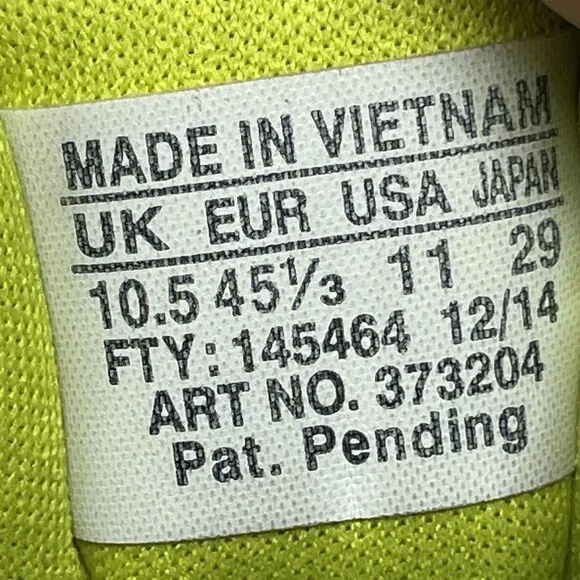 MADE IN VIETNAM
UK EUR USA JAPAN
10.5 45⅓ 11 29
FTY: 145464 12/14
ART NO. 373204
Pat. Pending